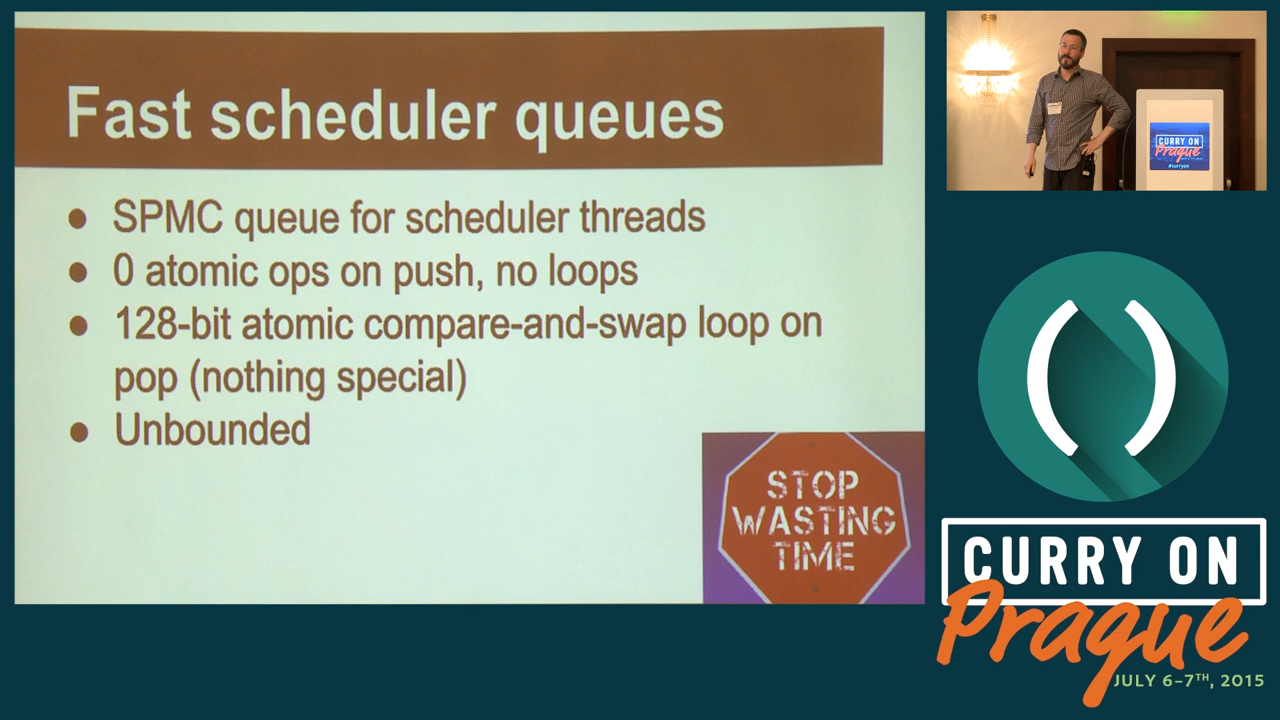 Fast scheduler queues
● SPMC queue for scheduler threads
● 0 atomic ops on push, no loops
● 128-bit atomic compare-and-swap loop on
pop (nothing special)
● Unbounded
STOP
WASTING
TIME
CURRY ON
Prague
#curryon
()
CURRY ON
Prague
JULY 6-7TH, 2015